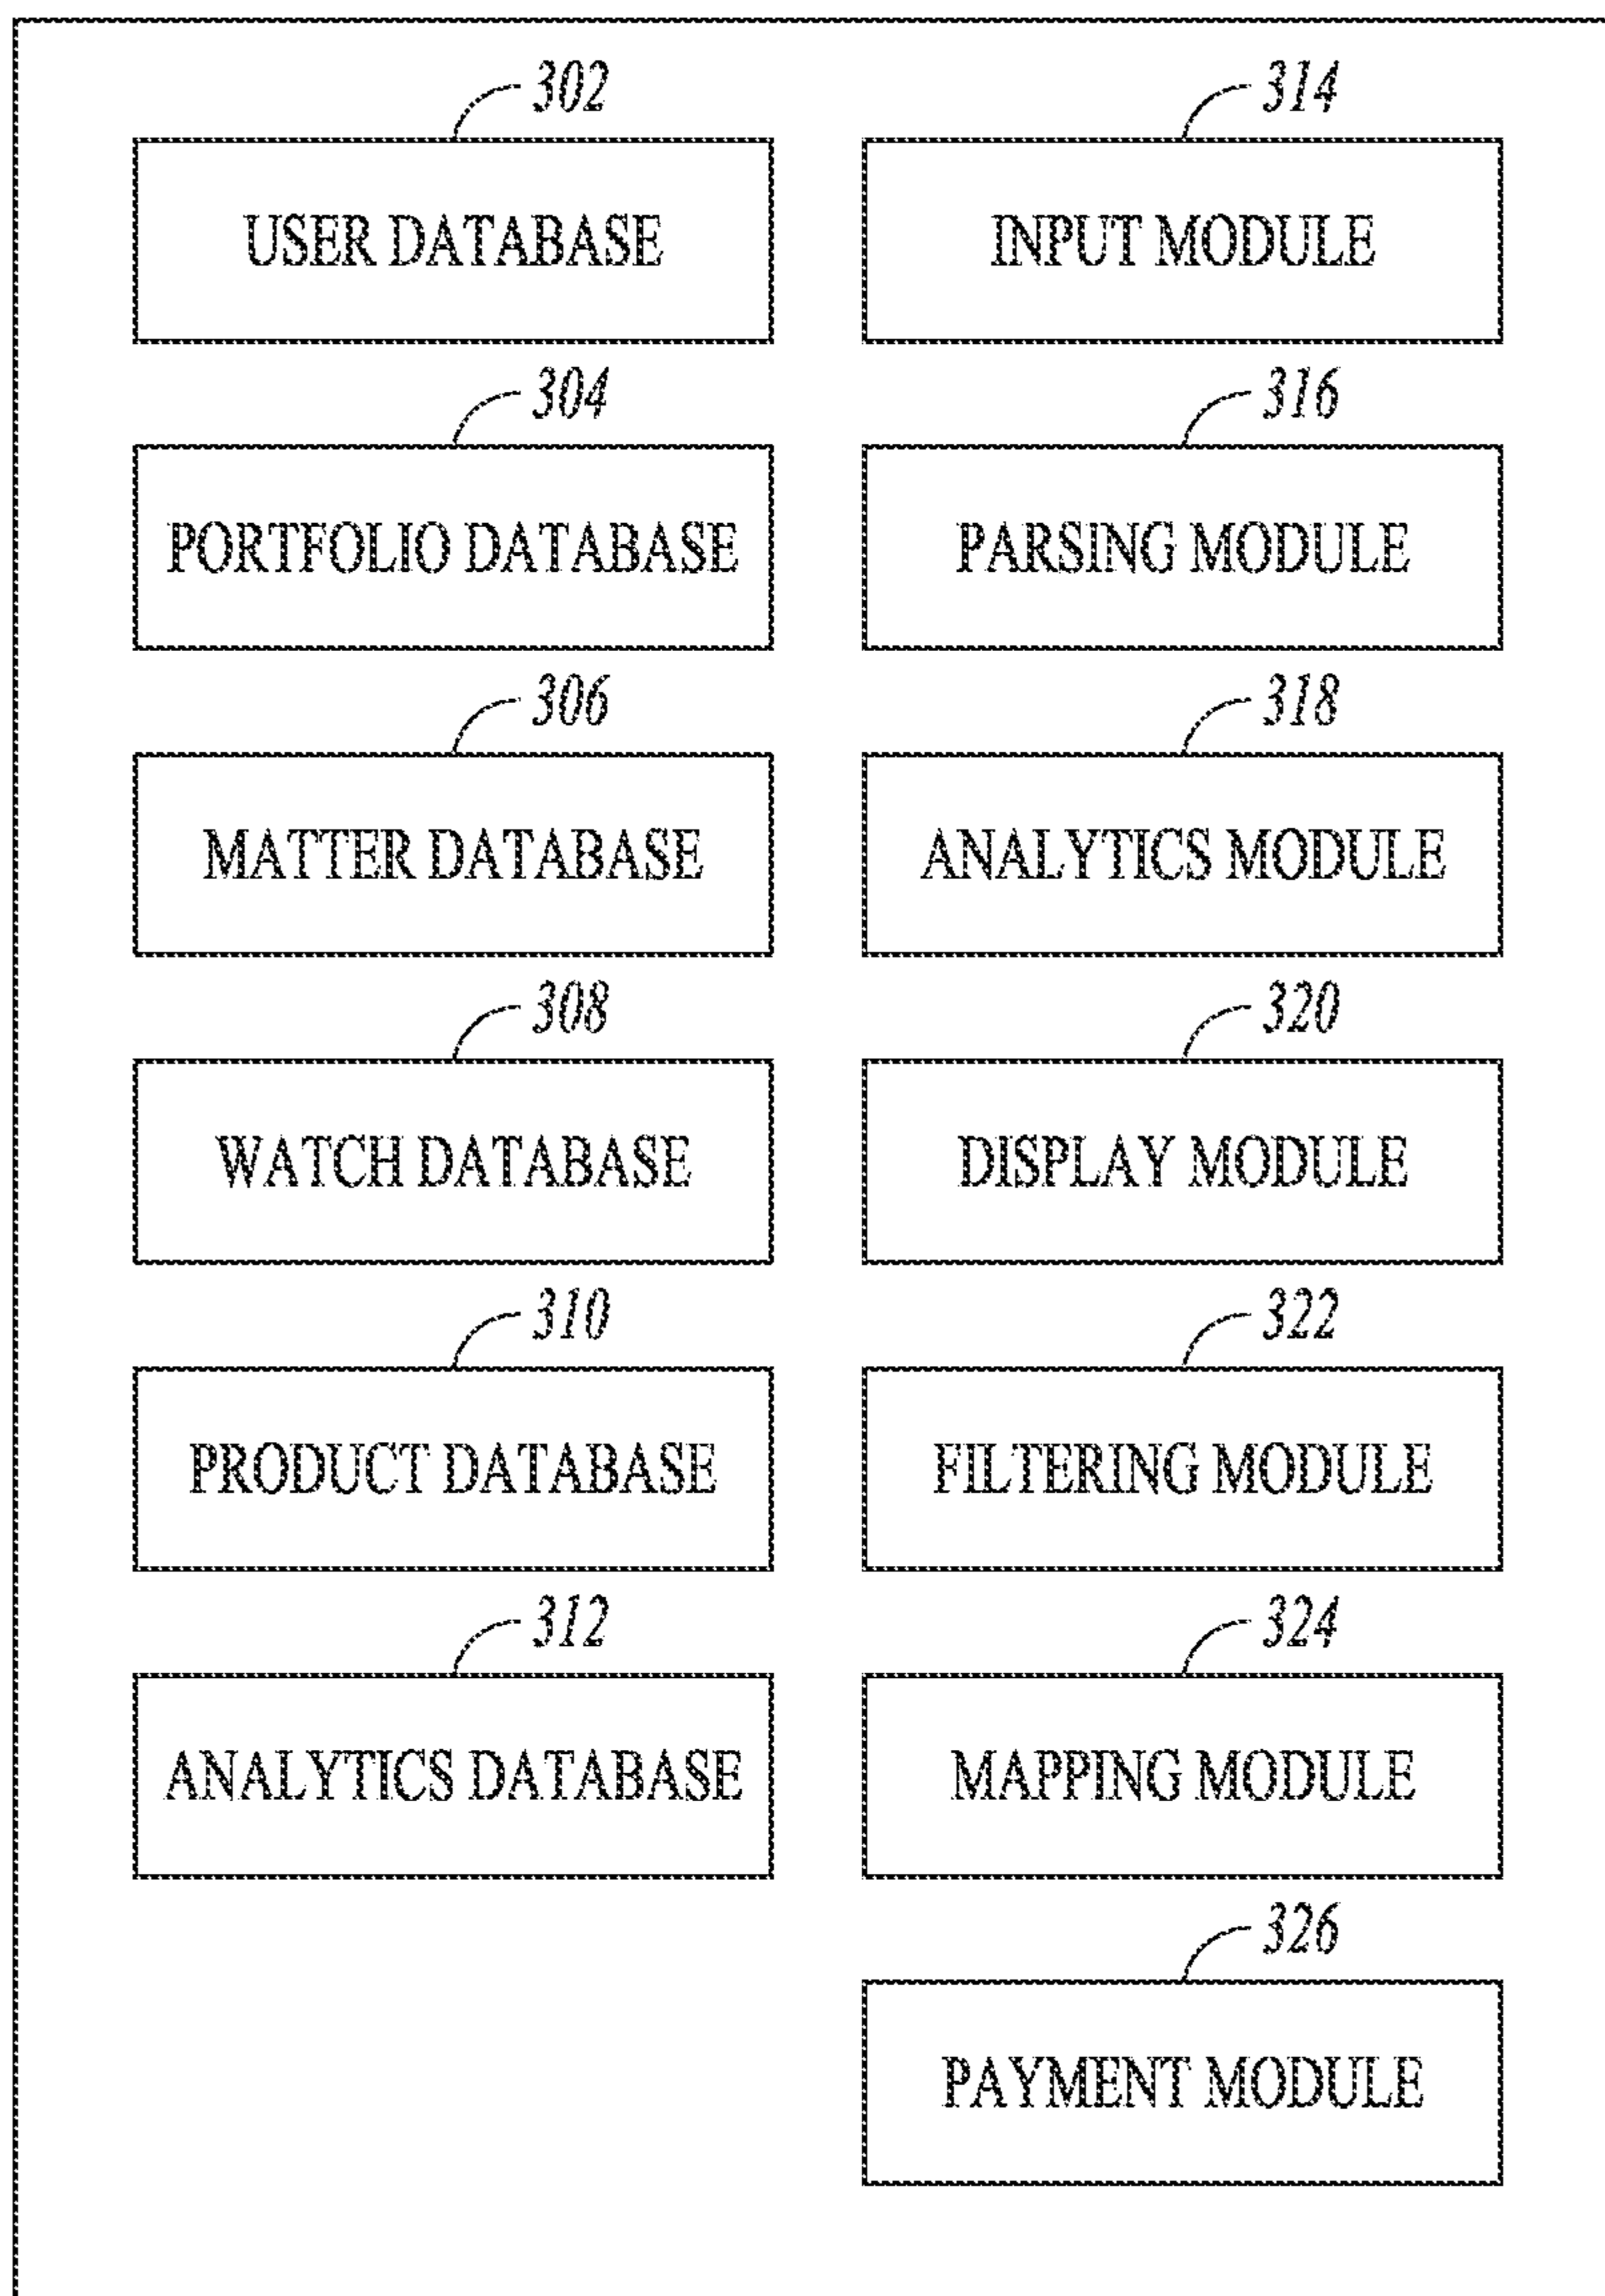 302
USER DATABASE
304
PORTFOLIO DATABASE
306
MATTER DATABASE
308
WATCH DATABASE
310
PRODUCT DATABASE
312
ANALYTICS DATABASE
314
INPUT MODULE
316
PARSING MODULE
318
ANALYTICS MODULE
320
DISPLAY MODULE
322
FILTERING MODULE
324
MAPPING MODULE
326
PAYMENT MODULE